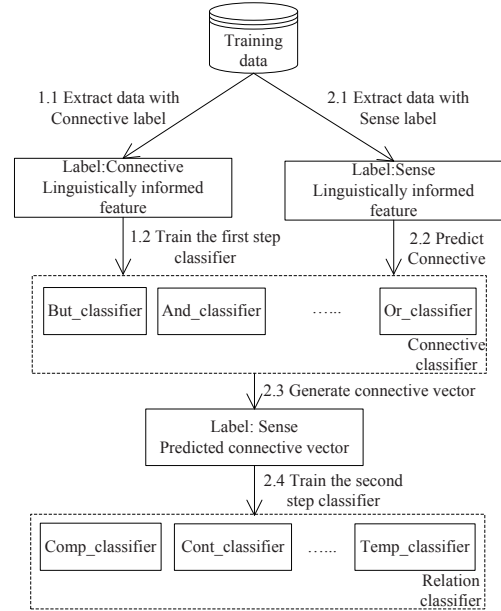 Training
data
1.1 Extract data with
Connective label
2.1 Extract data with
Sense label
Label:Connective
Linguistically informed
feature
Label:Sense
Linguistically informed
feature
1.2 Train the first step
classifier
2.2 Predict
Connective
But_classifier And_classifier …... Or_classifier
Connective
classifier
2.3 Generate connective vector
Label: Sense
Predicted connective vector
2.4 Train the second
step classifier
Comp_classifier Cont_classifier …... Temp_classifier
Relation
classifier